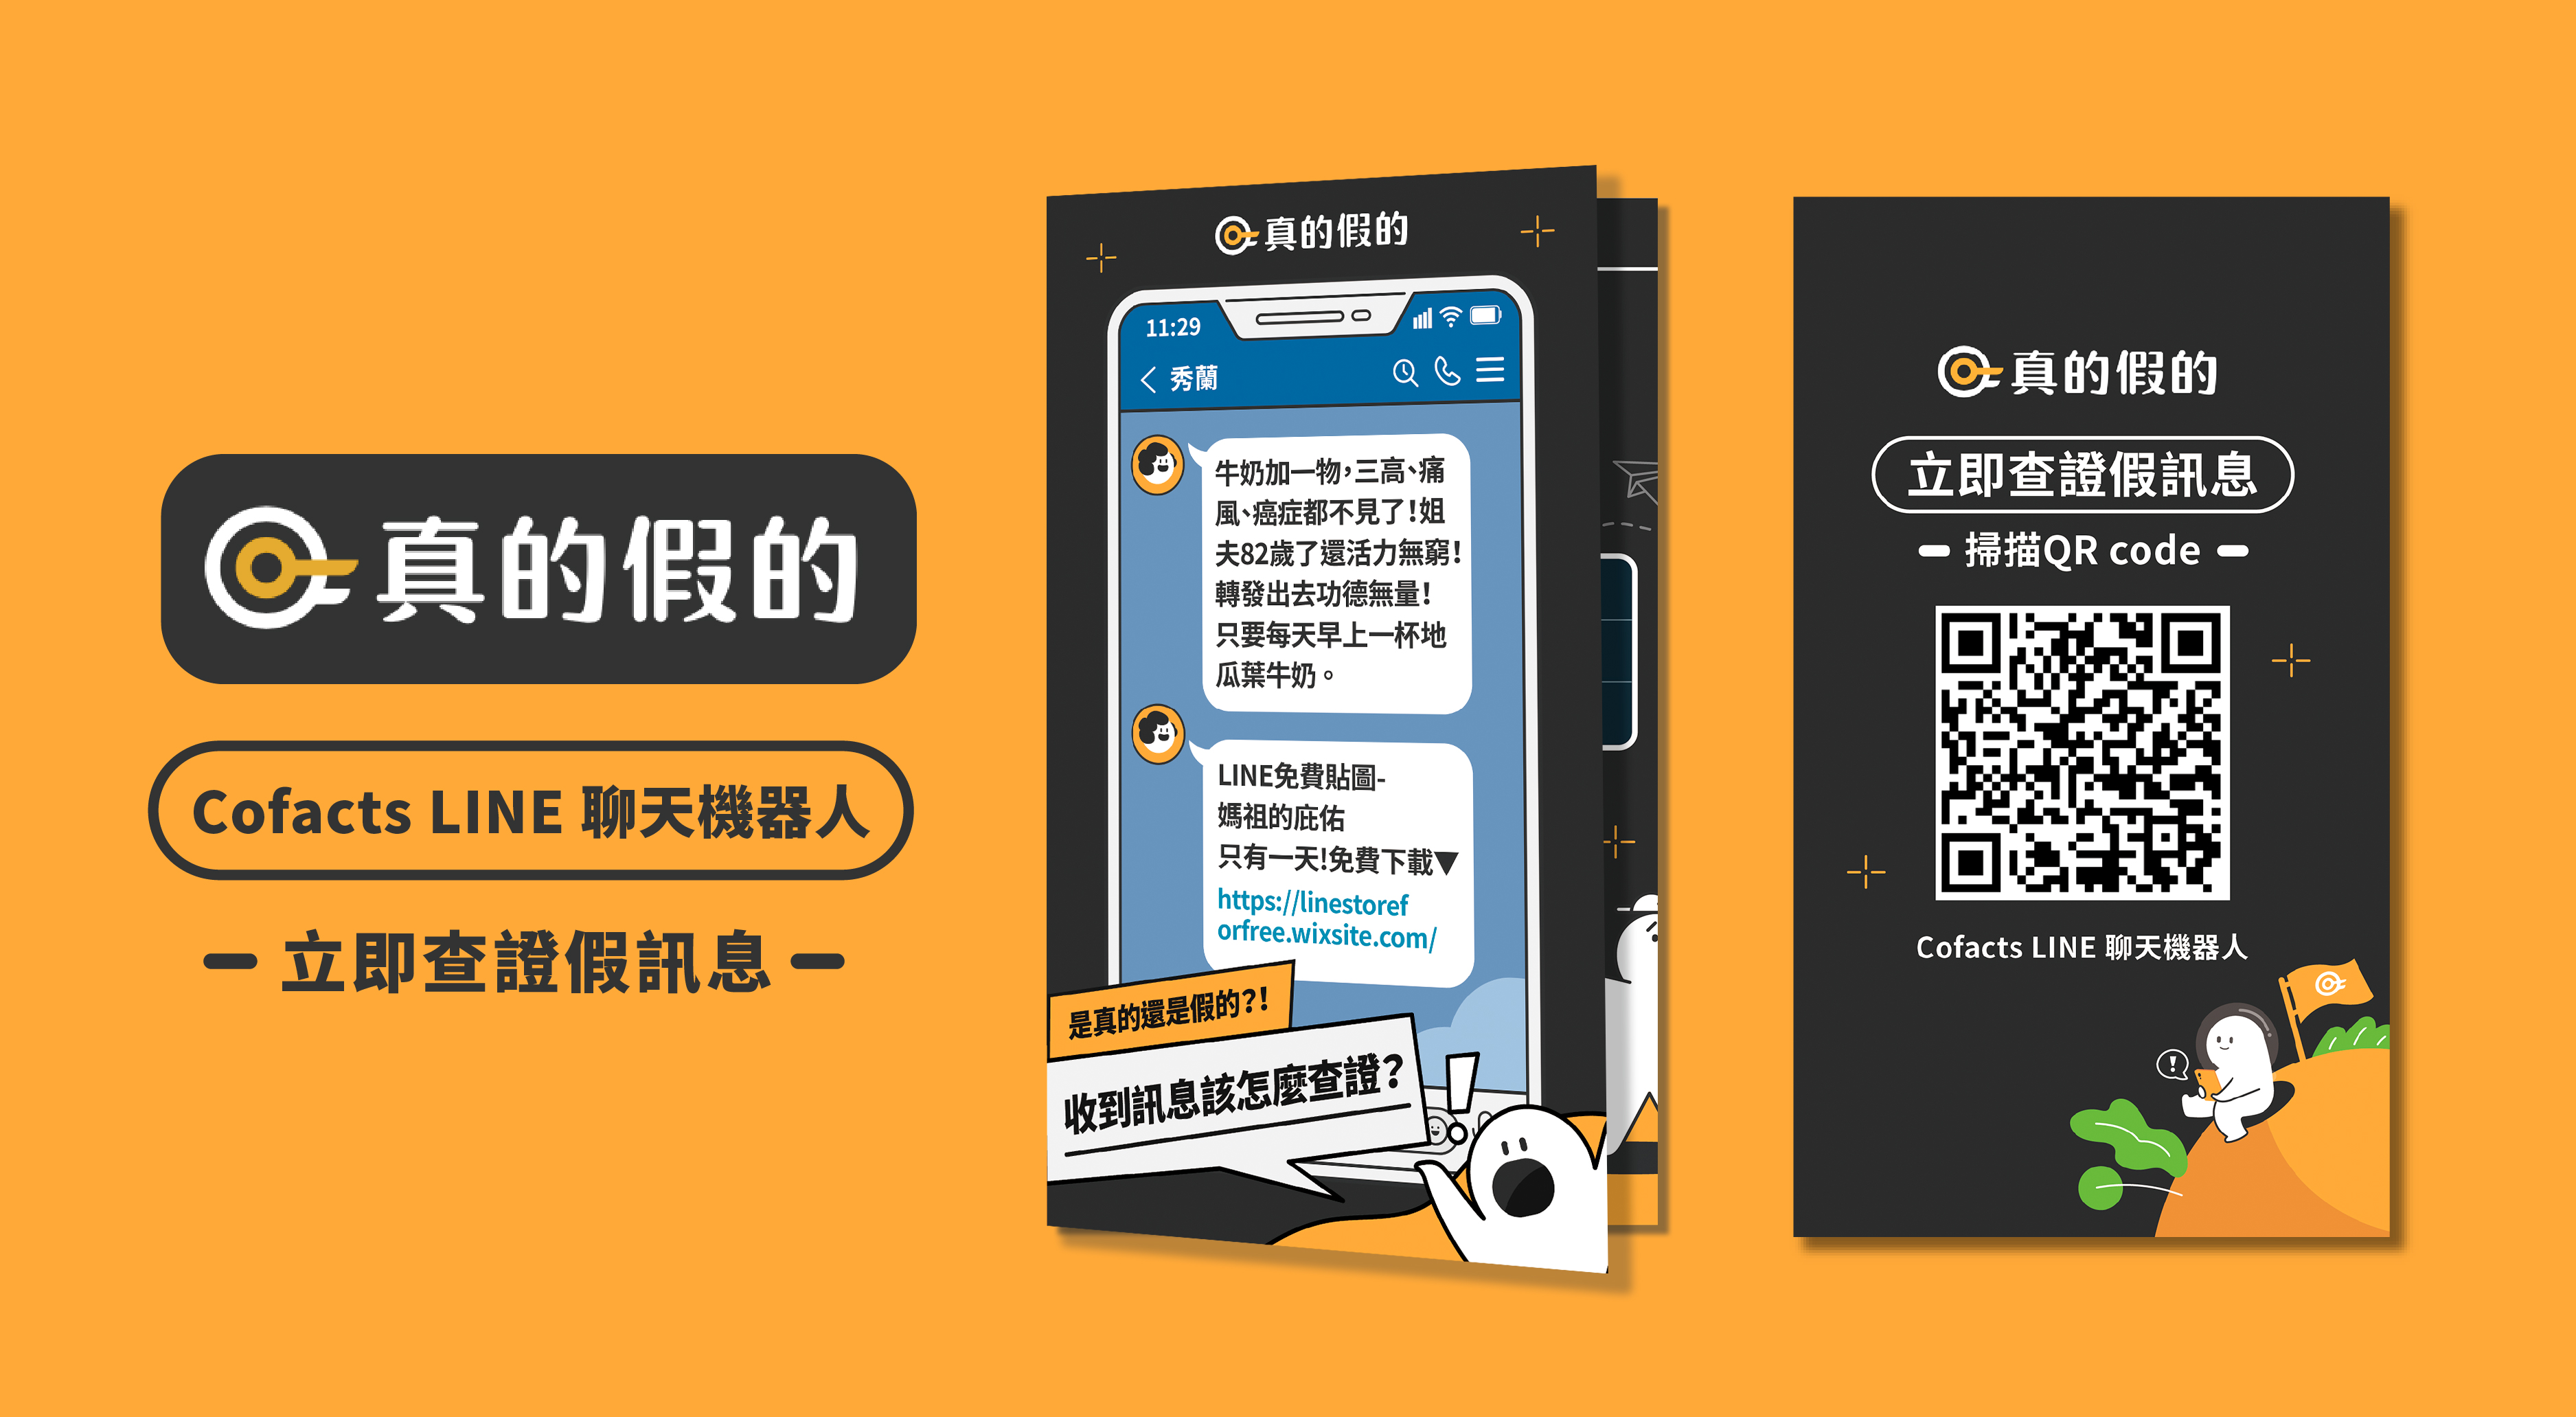 真的假的
Cofacts LINE 聊天機器人
立即查證假訊息
真的假的
11:29
秀蘭
牛奶加一物，三高、痛
風、癌症都不見了！姐
夫82歲了還活力無窮！
轉發出去功德無量！
只要每天早上一杯地
瓜葉牛奶。
LINE免費貼圖-
媽祖的庇佑
只有一天!免費下載▼
https://linestoref
orfree.wixsite.com/
是真的還是假的?!
收到訊息該怎麼查證?
真的假的
立即查證假訊息
掃描QR code
Cofacts LINE 聊天機器人